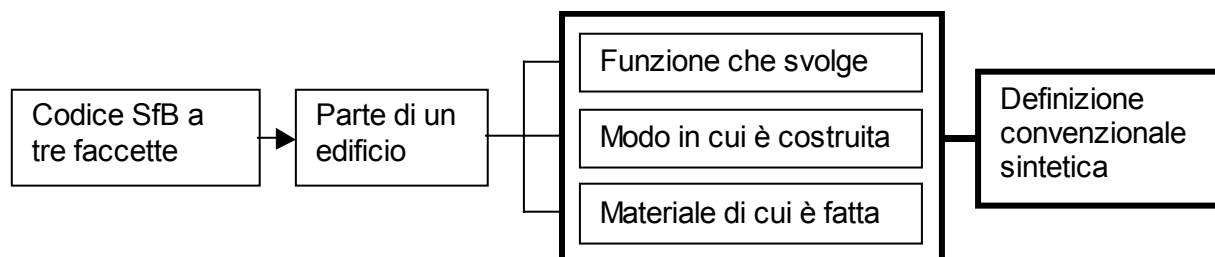 Codice SfB a
tre faccette
Parte di un
edificio
Funzione che svolge
Modo in cui è costruita
Materiale di cui è fatta
Definizione
convenzionale
sintetica